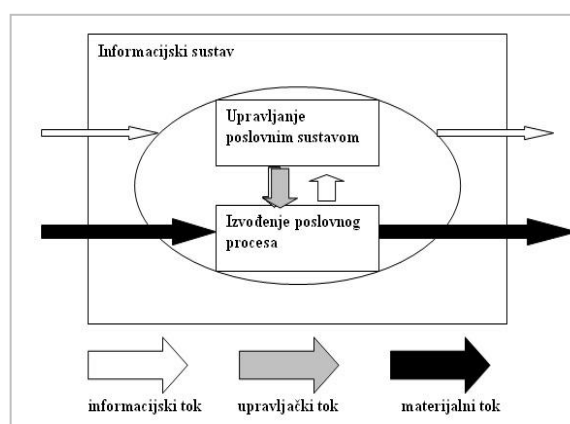 Informacijski sustav
Upravljanje
poslovnim sustavom
Izvođenje poslovnog
procesa
informacijski tok
upravljački tok
materijalni tok